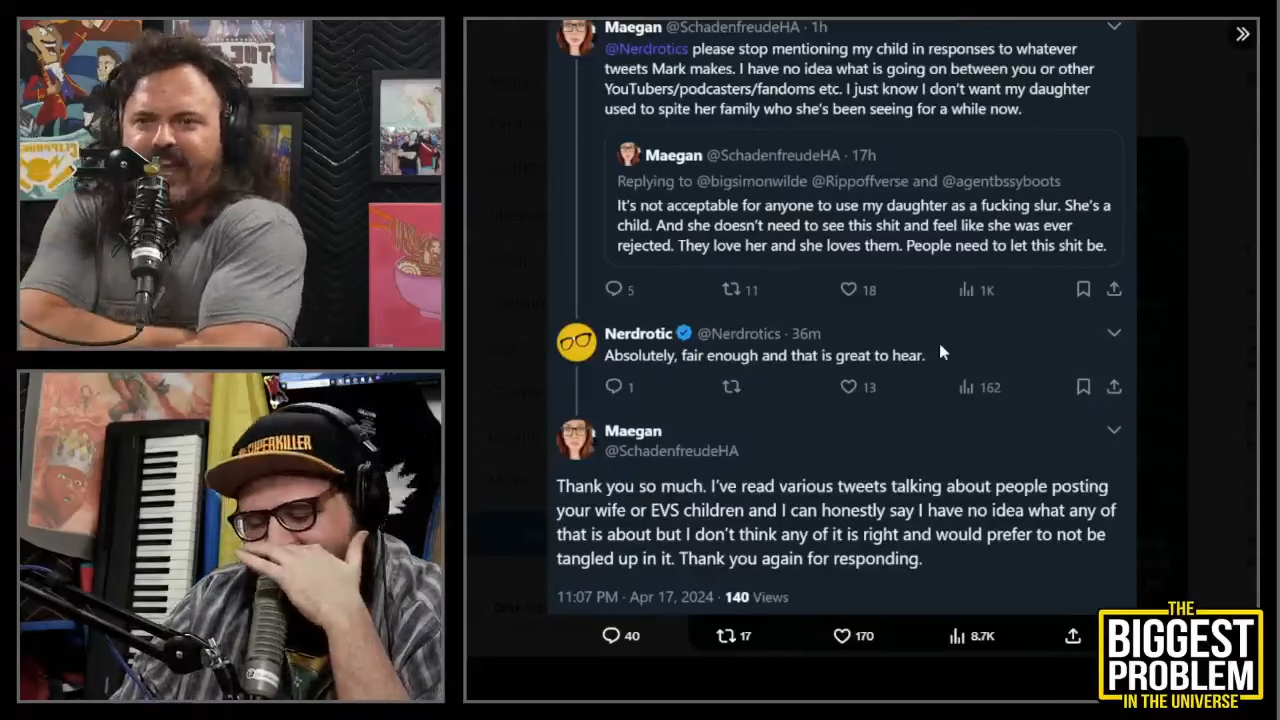 Maegan @SchadenfreudeHA · 1h
@Nerdrotics please stop mentioning my child in responses to whatever
tweets Mark makes. I have no idea what is going on between you or other
YouTubers/podcasters/fandoms etc. I just know I don't want my daughter
used to spite her family who she's been seeing for a while now.
Maegan @SchadenfreudeHA · 17h
Replying to @bigsimonwilde @Rippoffverse and @agentbssyboots
It's not acceptable for anyone to use my daughter as a fucking slur. She's a
child. And she doesn't need to see this shit and feel like she was ever
rejected. They love her and she loves them. People need to let this shit be.
5 11 18 1K
Nerdrotic @Nerdrotics · 36m
Absolutely, fair enough and that is great to hear.
1 13 162
Maegan
@SchadenfreudeHA
Thank you so much. I've read various tweets talking about people posting
your wife or EVS children and I can honestly say I have no idea what any of
that is about but I don't think any of it is right and would prefer to not be
tangled up in it. Thank you again for responding.
11:07 PM · Apr 17, 2024 · 140 Views
40 17 170 8.7K
SUPERKILLER
THE
BIGGEST
PROBLEM
IN THE UNIVERSE